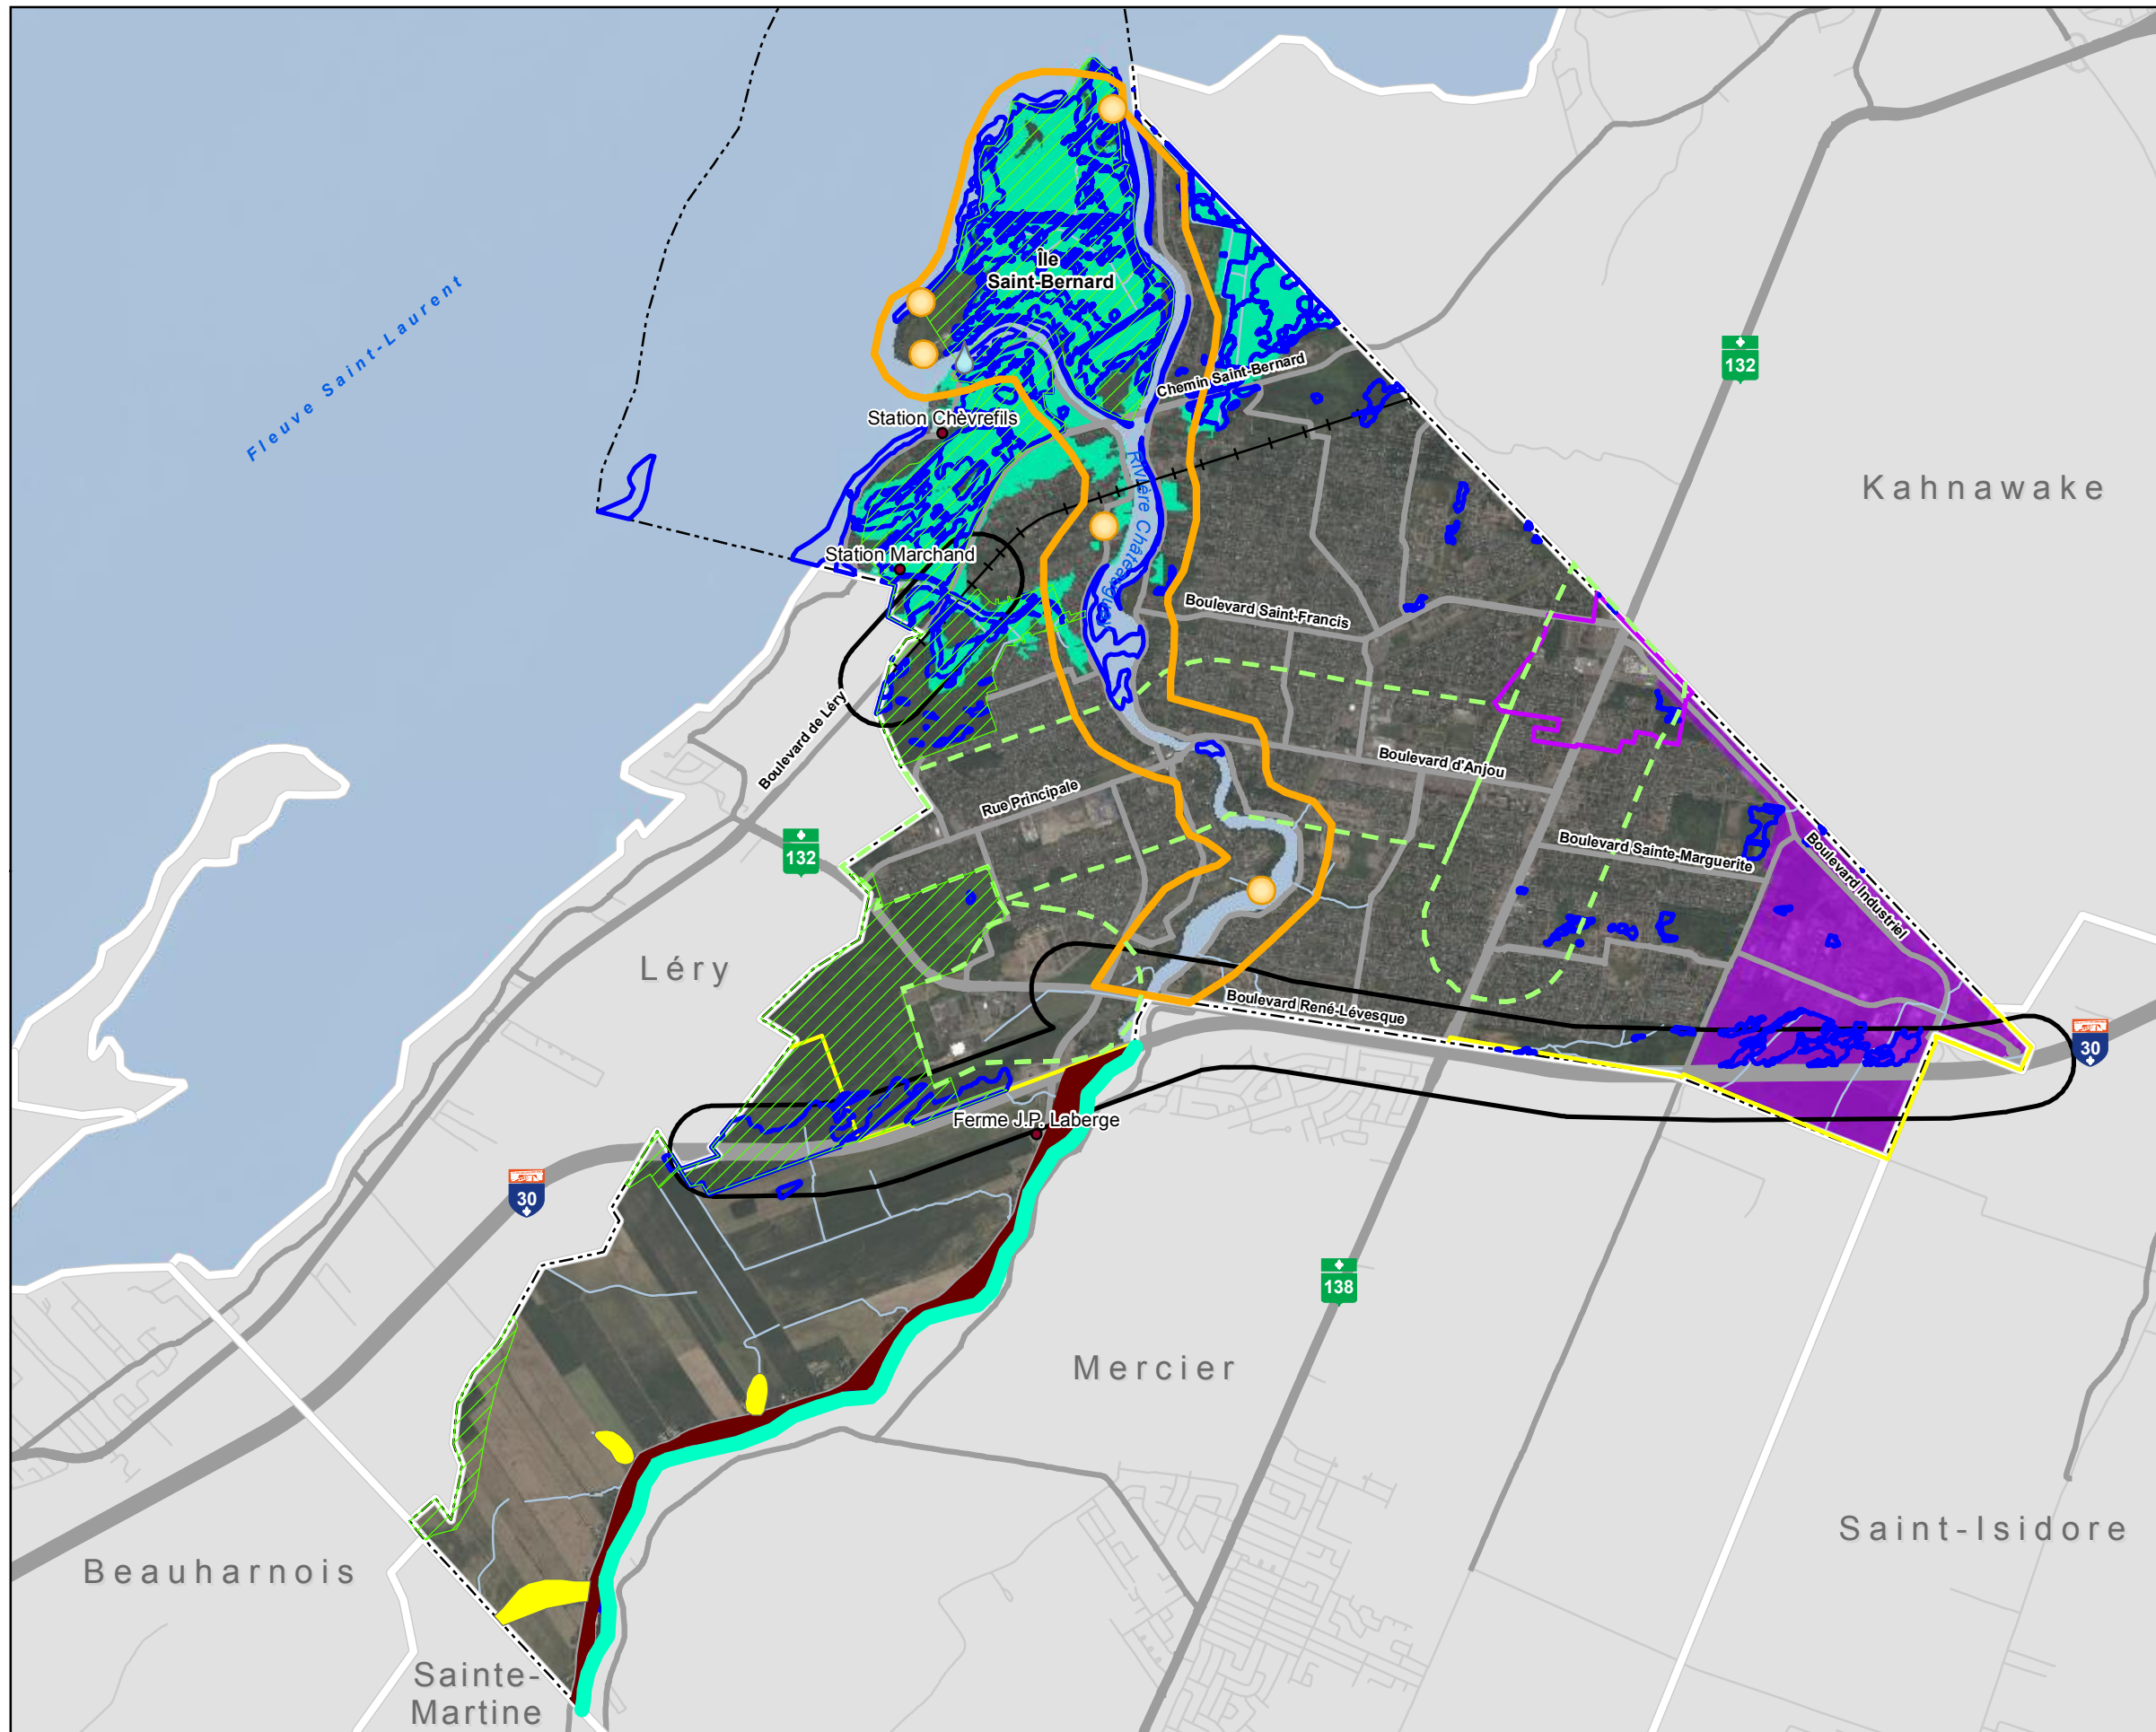 Fleuve Saint-Laurent
Île
Saint-Bernard
Chemin Saint-Bernard
132
Station Chèvrefils
Rivière Châteauguay
Kahnawake
Station Marchand
Boulevard Saint-Francis
Boulevard de Léry
Boulevard d'Anjou
Rue Principale
132
Boulevard Sainte-Marguerite
Boulevard Industriel
Léry
Boulevard René-Lévesque
30
Ferme J.P. Laberge
30
138
Mercier
Saint-Isidore
Beauharnois
Sainte-
Martine